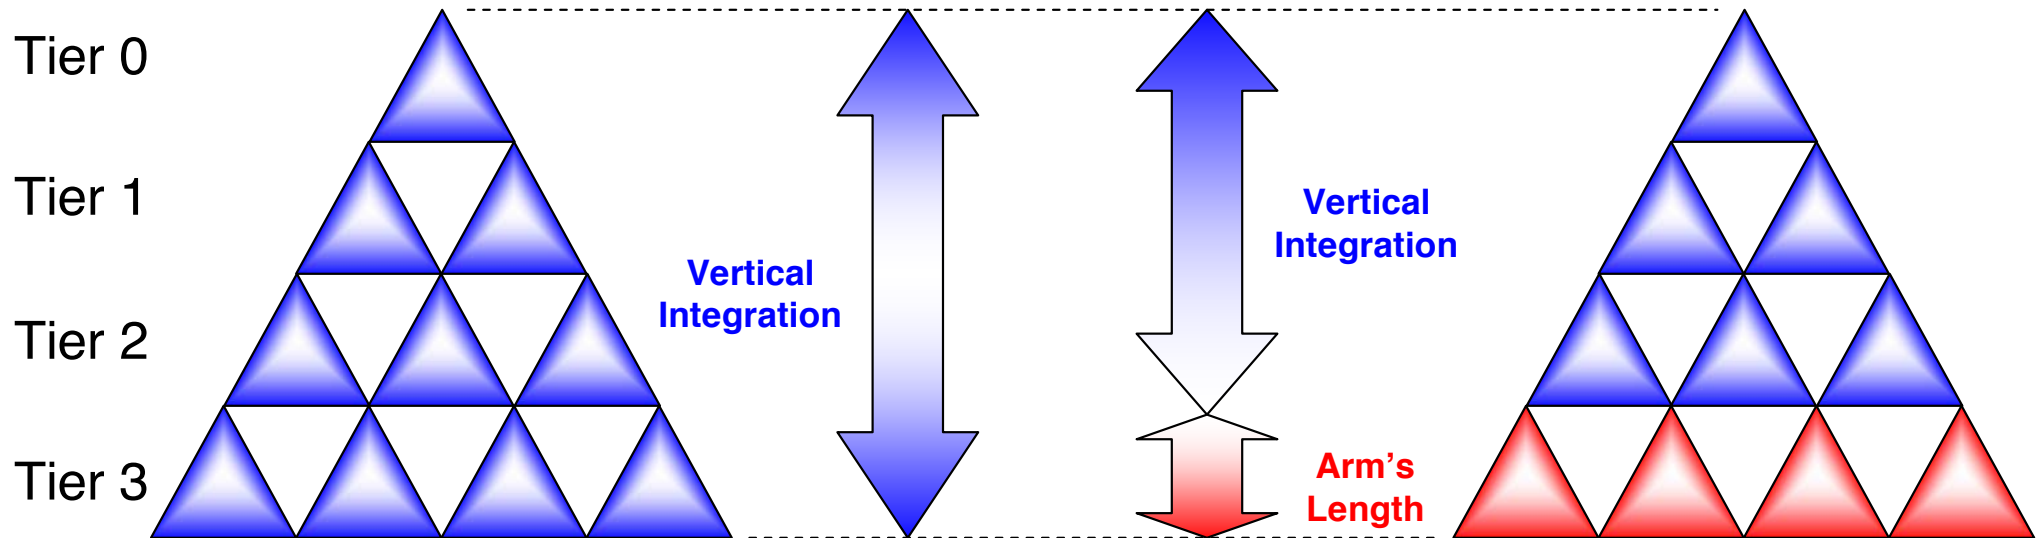 Tier 0
Tier 1
Tier 2
Tier 3
Vertical
Integration
Vertical
Integration
Arm’s
Length